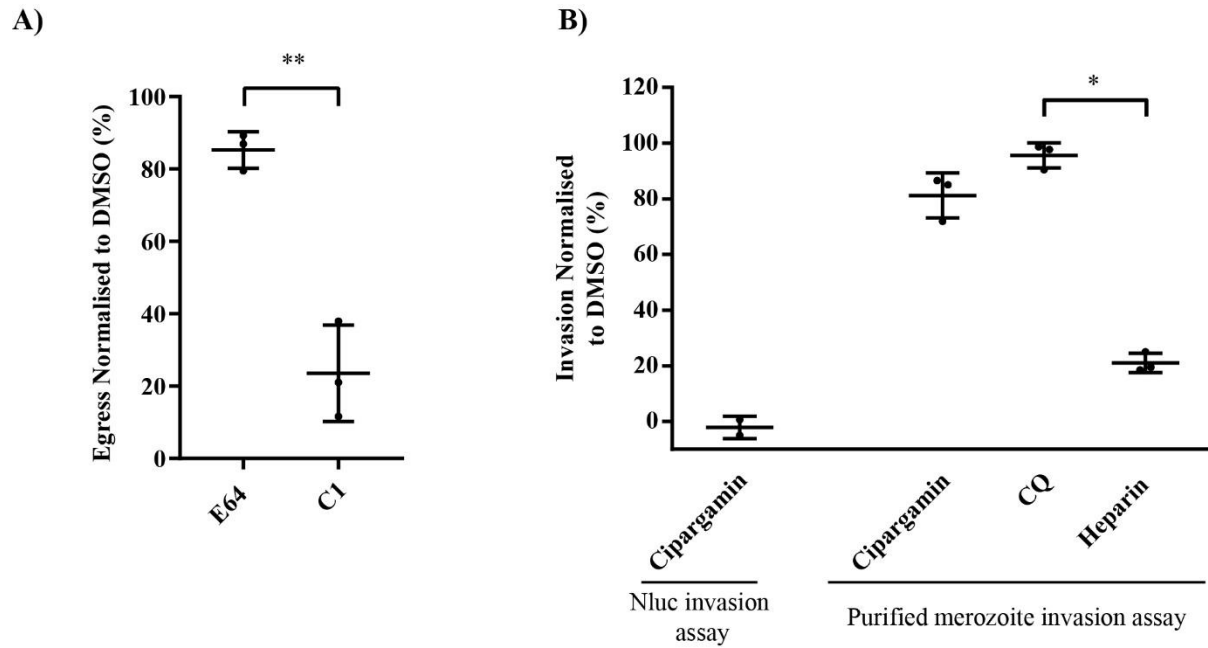 A)
**
Egress Normalised to DMSO (%)
100
80
60
40
20
0
E64
C1
B)
*
Invasion Normalised
to DMSO (%)
120
100
80
60
40
20
0
Cipargamin
Cipargamin
CQ
Heparin
Nluc invasion
assay
Purified merozoite invasion assay